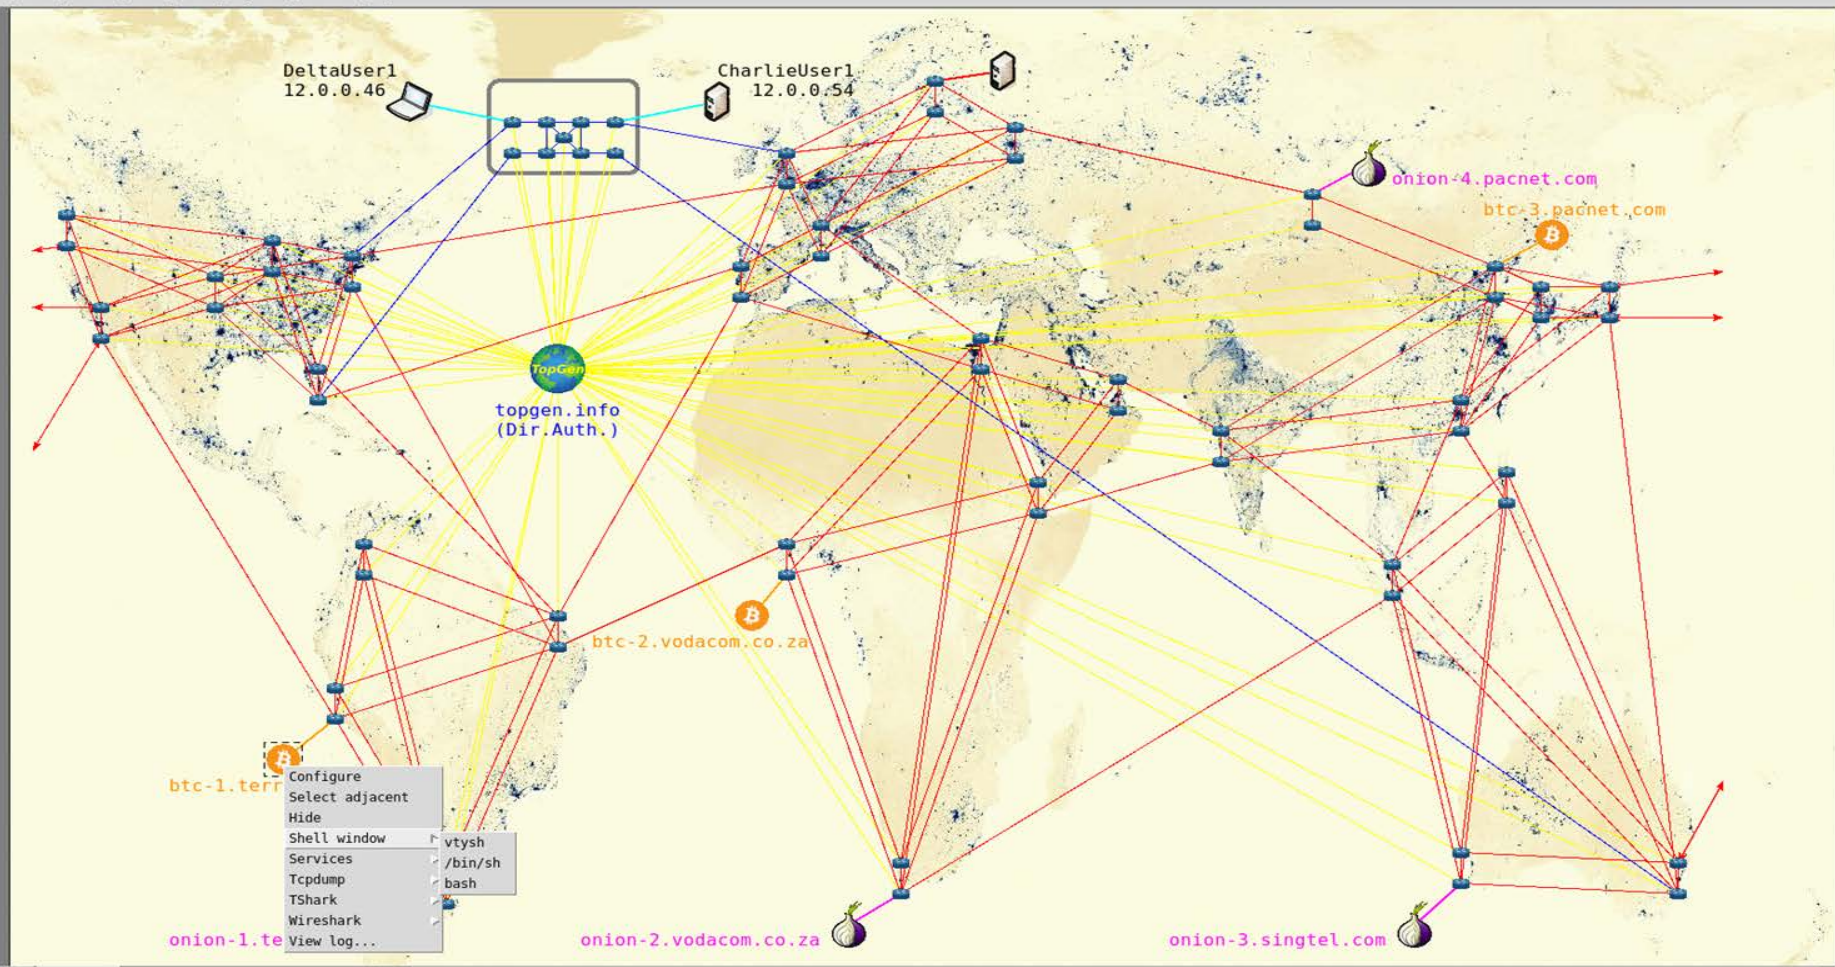 DeltaUser1
12.0.0.46
CharlieUser1
12.0.0.54
onion-4.pacnet.com
btc-3.pacnet.com
TopGen
topgen.info
(Dir.Auth.)
btc-2.vodacom.co.za
btc-1.terr
Configure
Select adjacent
Hide
Shell window
Services
Tcpdump
TShark
Wireshark
View log...
vtysh
/bin/sh
bash
onion-1.te
onion-2.vodacom.co.za
onion-3.singtel.com